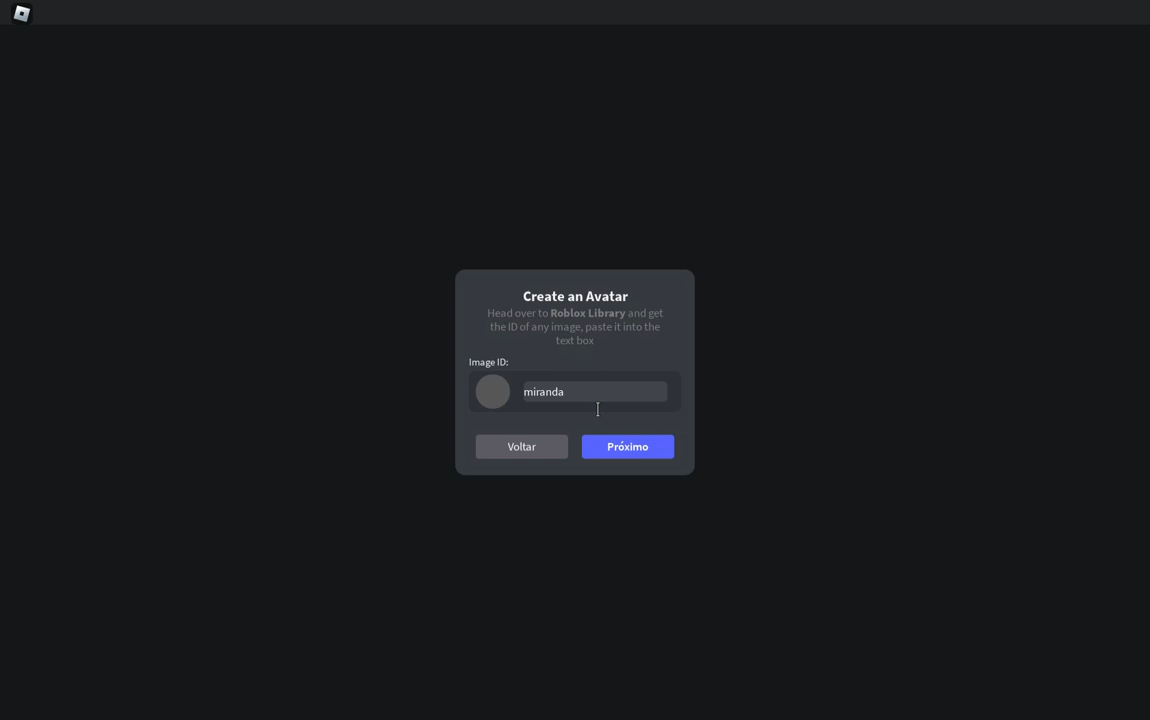 Create an Avatar
Head over to Roblox Library and get
the ID of any image, paste it into the
text box
Image ID:
miranda
Voltar
Próximo